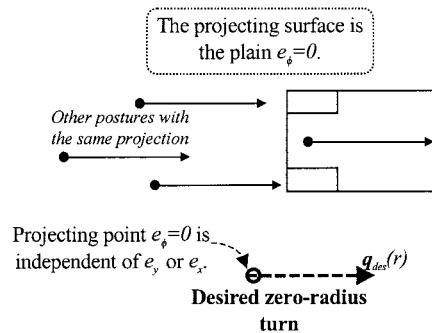 The projecting surface is
the plain e_ϕ=0.
Other postures with
the same projection
Projecting point e_ϕ=0 is
independent of e_y or e_x.
q_des(r)
Desired zero-radius
turn